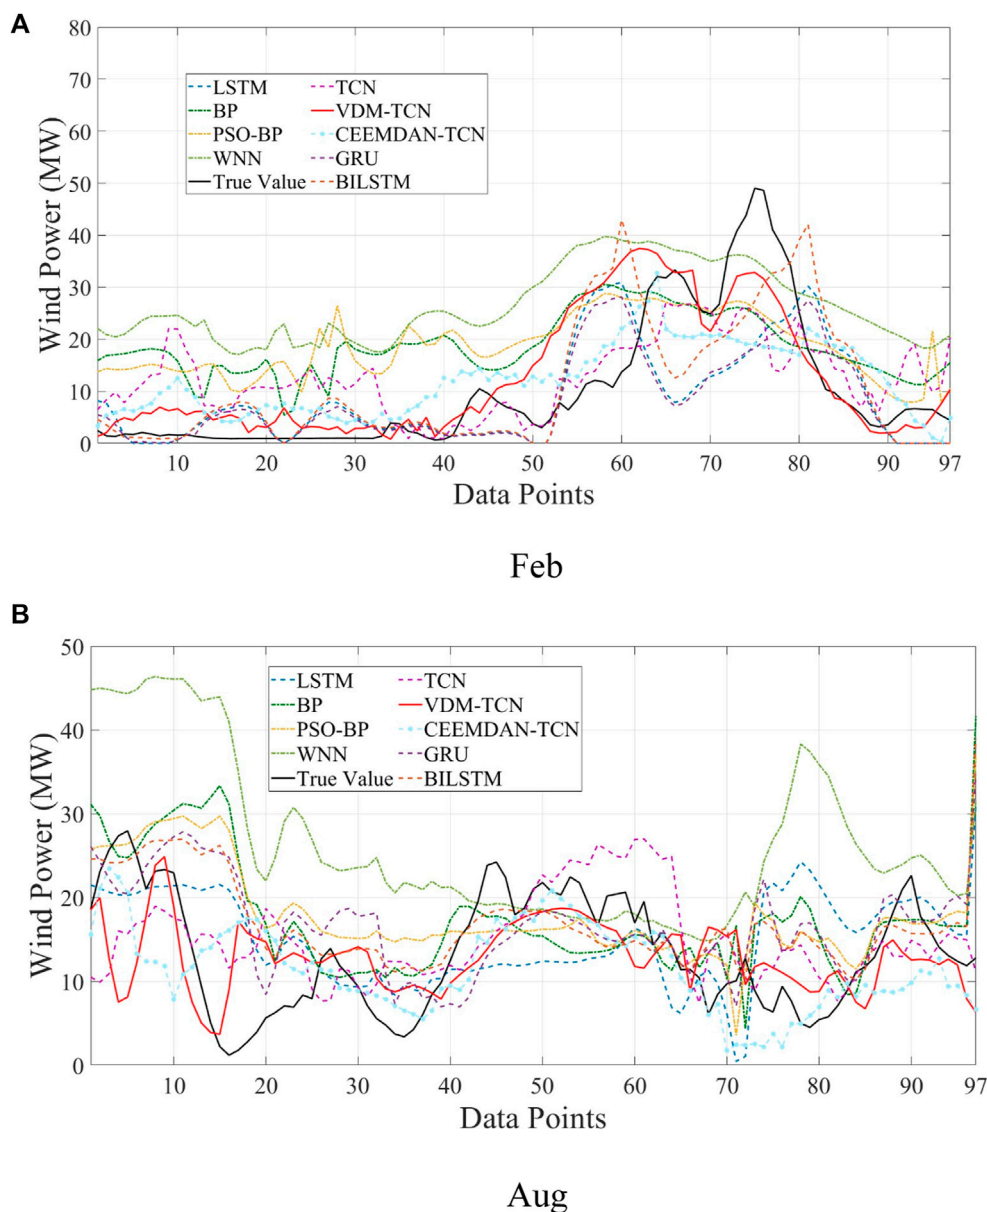 A
80
70
60
50
40
30
20
10
0
Wind Power (MW)
LSTM TCN
BP VDM-TCN
PSO-BP CEEMDAN-TCN
WNN GRU
True Value BILSTM
10 20 30 40 50 60 70 80 90 97
Data Points
Feb
B
50
40
30
20
10
0
Wind Power (MW)
LSTM TCN
BP VDM-TCN
PSO-BP CEEMDAN-TCN
WNN GRU
True Value BILSTM
10 20 30 40 50 60 70 80 90 97
Data Points
Aug